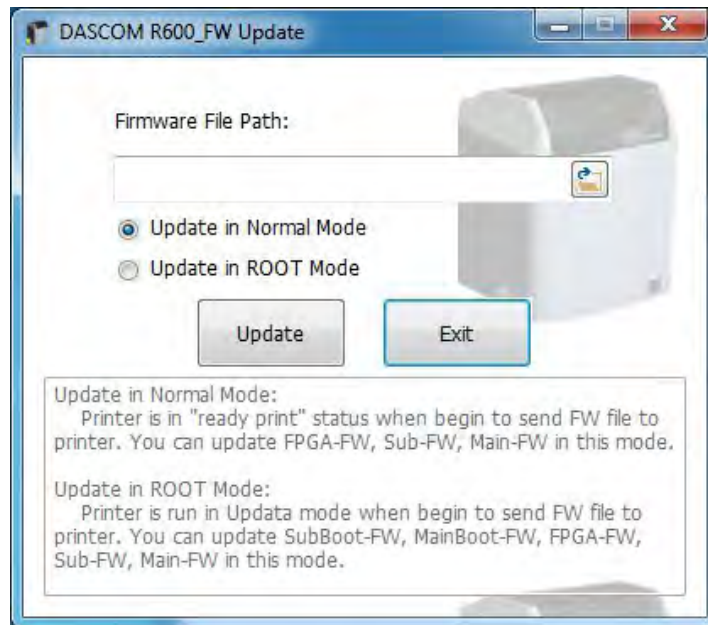 DASCOM R600_FW Update
Firmware File Path:
Update in Normal Mode
Update in ROOT Mode
Update
Exit
Update in Normal Mode:
Printer is in "ready print" status when begin to send FW file to
printer. You can update FPGA-FW, Sub-FW, Main-FW in this mode.
Update in ROOT Mode:
Printer is run in Updata mode when begin to send FW file to
printer. You can update SubBoot-FW, MainBoot-FW, FPGA-FW,
Sub-FW, Main-FW in this mode.